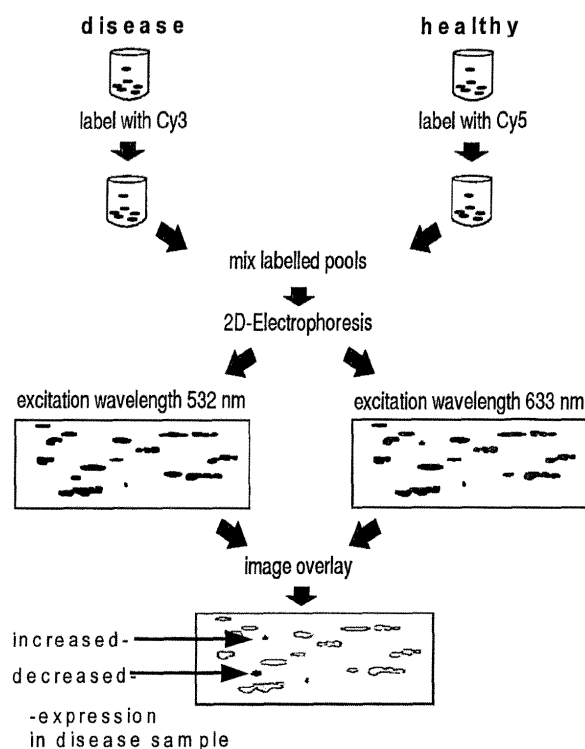 disease
healthy
label with Cy3
label with Cy5
mix labelled pools
2D-Electrophoresis
excitation wavelength 532 nm
excitation wavelength 633 nm
image overlay
increased-
decreased-
-expression
in disease sample